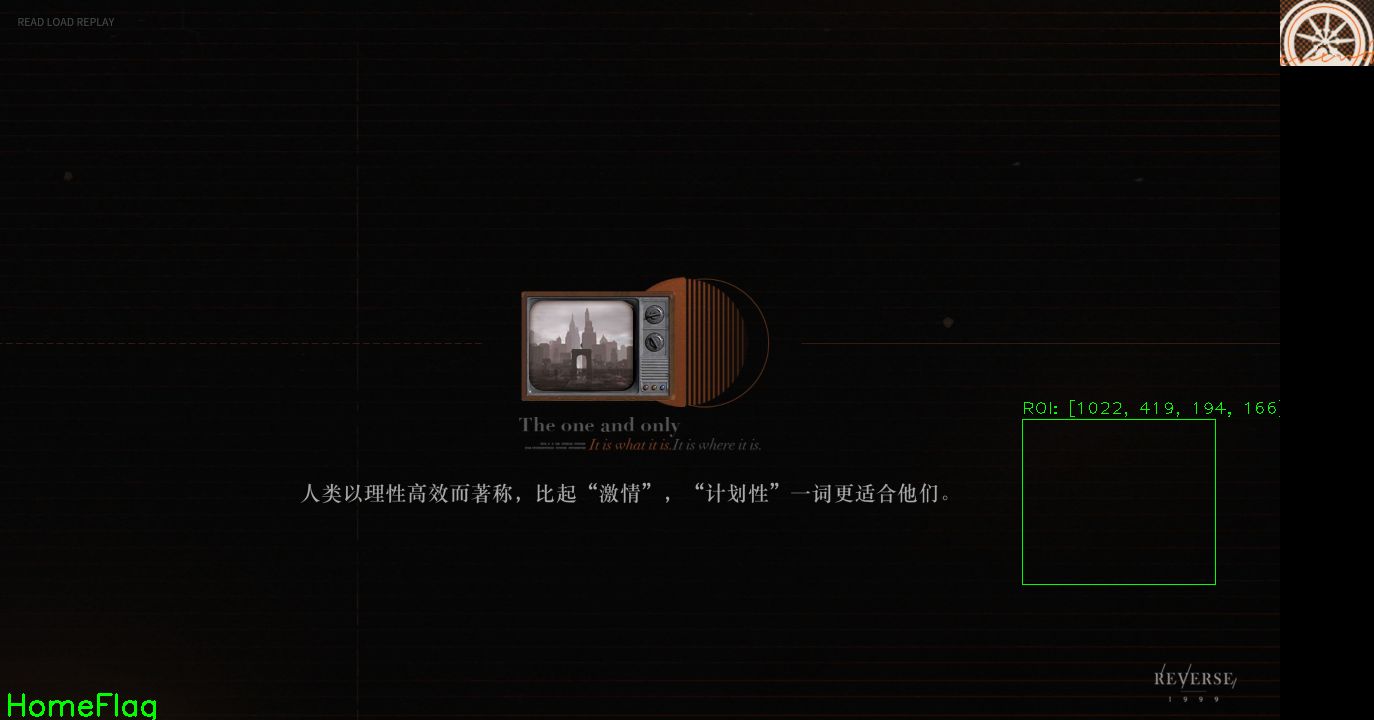 READ LOAD REPLAY
ROI: [1022, 419, 194, 166]
The one and only
It is what it is.It is where it is.
人类以理性高效而著称，比起“激情”，“计划性”一词更适合他们。
REVERSE
1999
HomeFlag